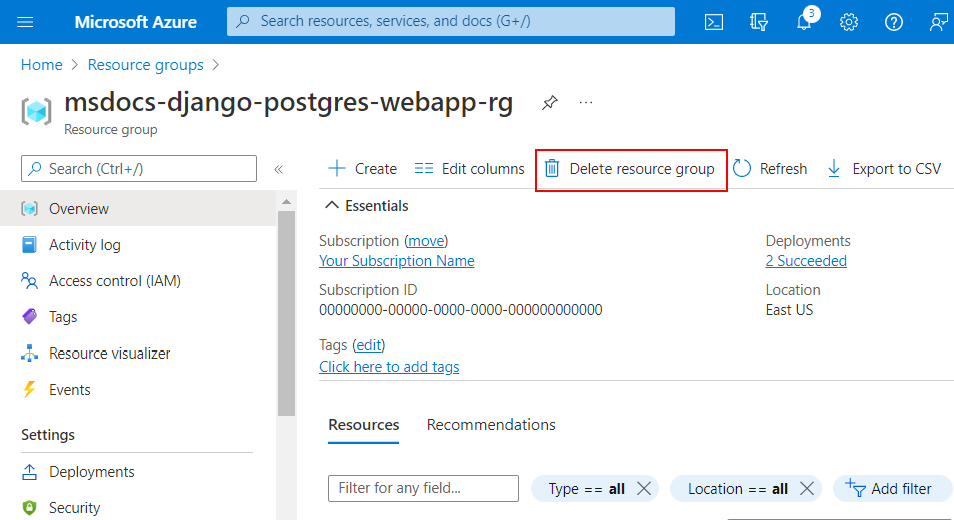 Microsoft Azure
Search resources, services, and docs (G+/)
3
Home > Resource groups >
msdocs-django-postgres-webapp-rg
...
Resource group
Search (Ctrl+/)
«
Create
Edit columns
Delete resource group
Refresh
Export to CSV
Overview
Activity log
Access control (IAM)
Tags
Resource visualizer
Events
Settings
Deployments
Security
Essentials
Subscription (move)
Your Subscription Name
Subscription ID
00000000-00000-0000-0000-000000000000
Tags (edit)
Click here to add tags
Deployments
2 Succeeded
Location
East US
Resources
Recommendations
Filter for any field...
Type == all
Location == all
Add filter